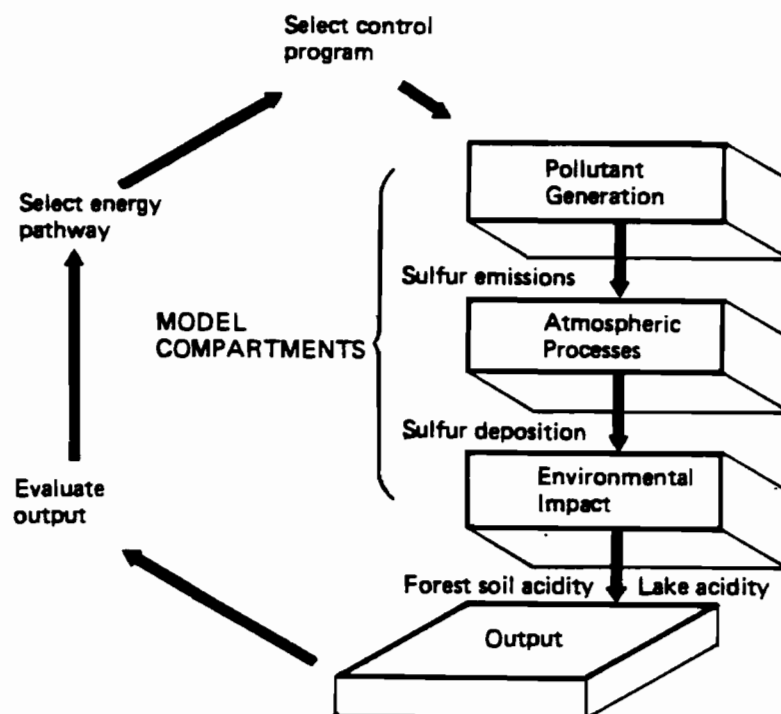 Select control
program
Pollutant
Generation
Select energy
pathway
Sulfur emissions
MODEL
COMPARTMENTS
Atmospheric
Processes
Sulfur deposition
Evaluate
output
Environmental
Impact
Forest soil acidity
Lake acidity
Output